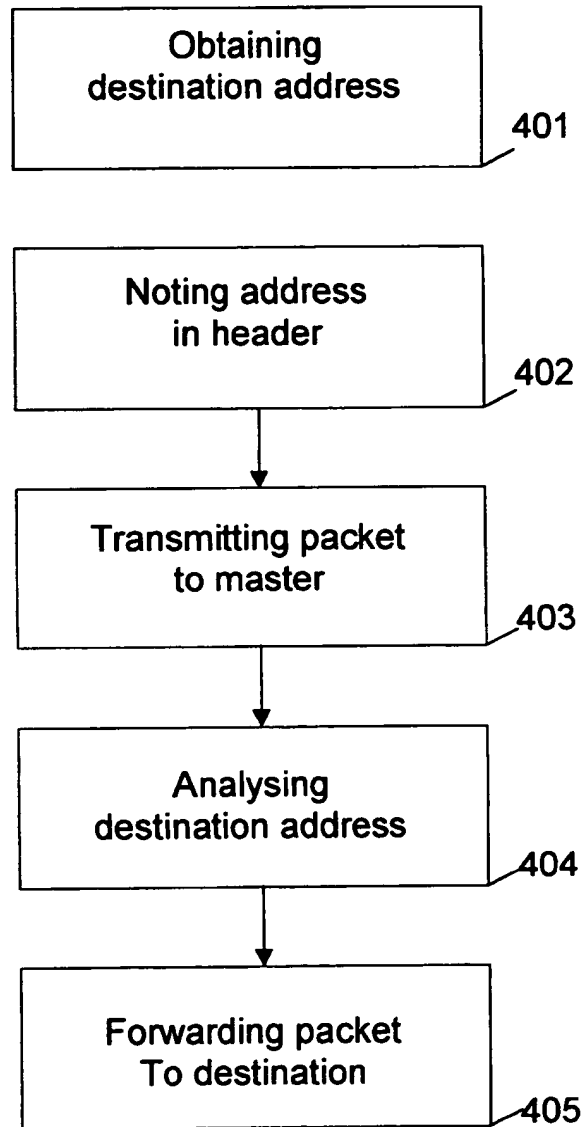 Obtaining
destination address
401
Noting address
in header
402
Transmitting packet
to master
403
Analysing
destination address
404
Forwarding packet
To destination
405